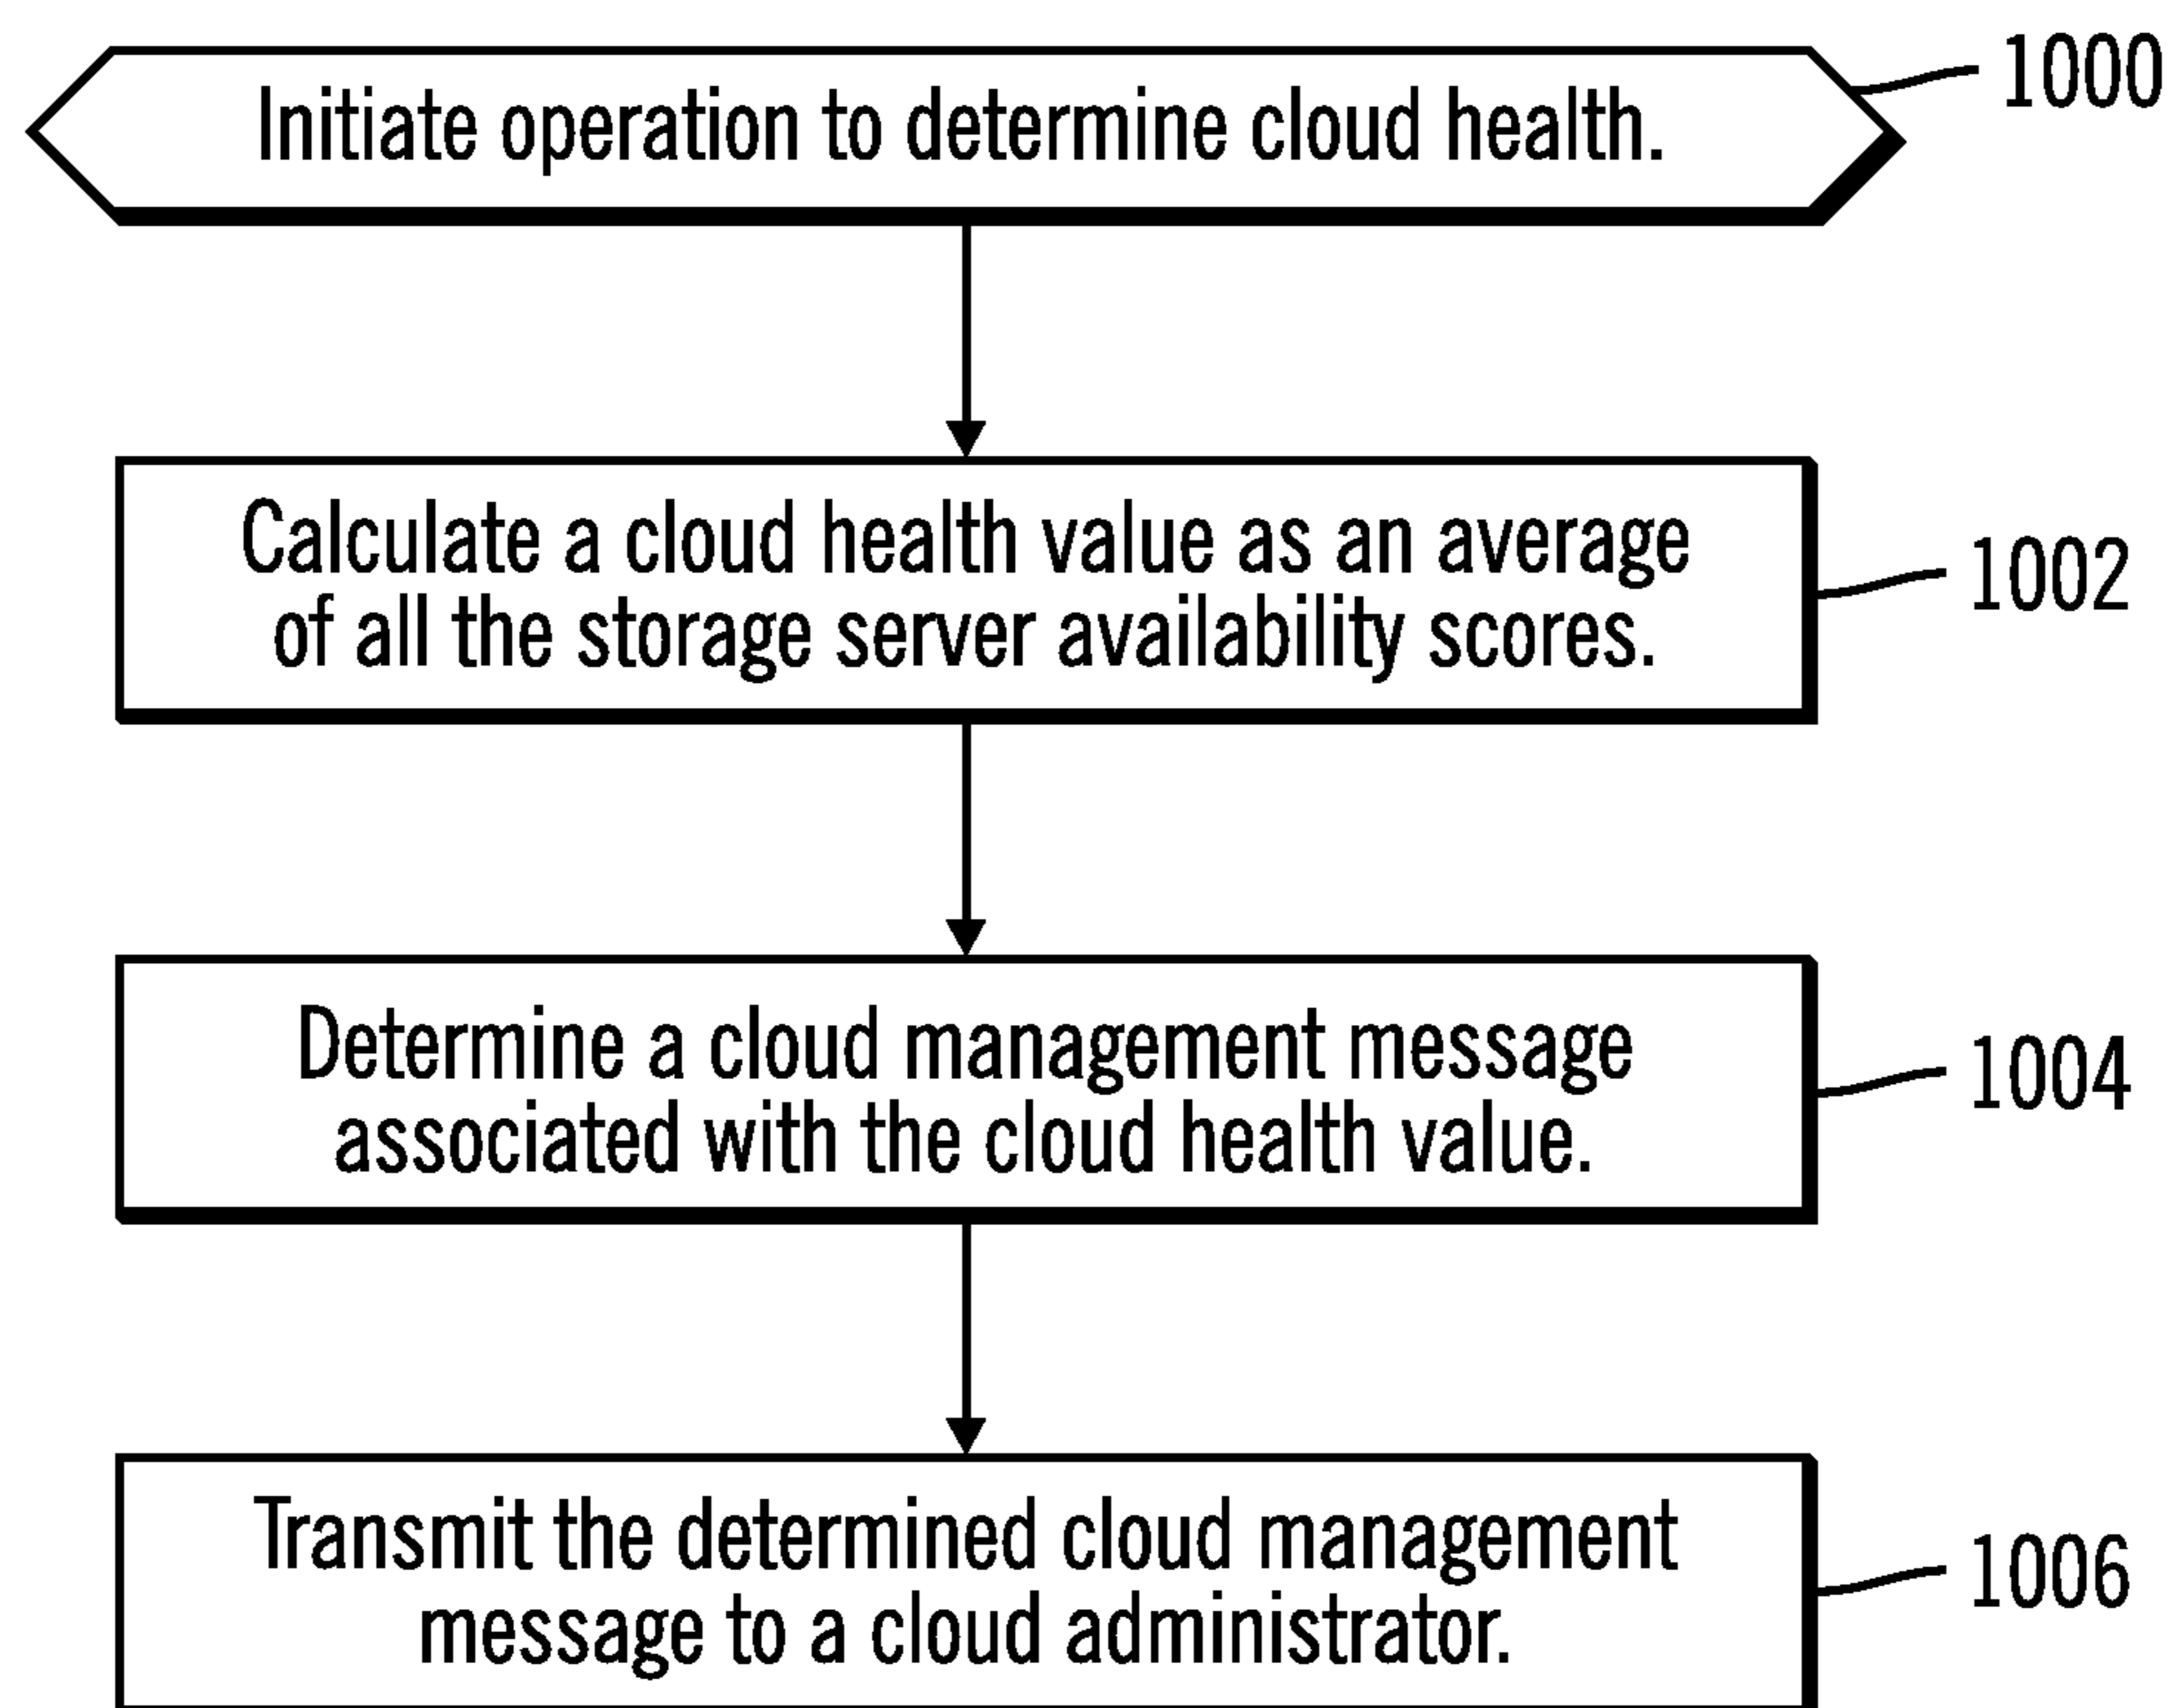 Initiate operation to determine cloud health.
1000
Calculate a cloud health value as an average
of all the storage server availability scores.
1002
Determine a cloud management message
associated with the cloud health value.
1004
Transmit the determined cloud management
message to a cloud administrator.
1006